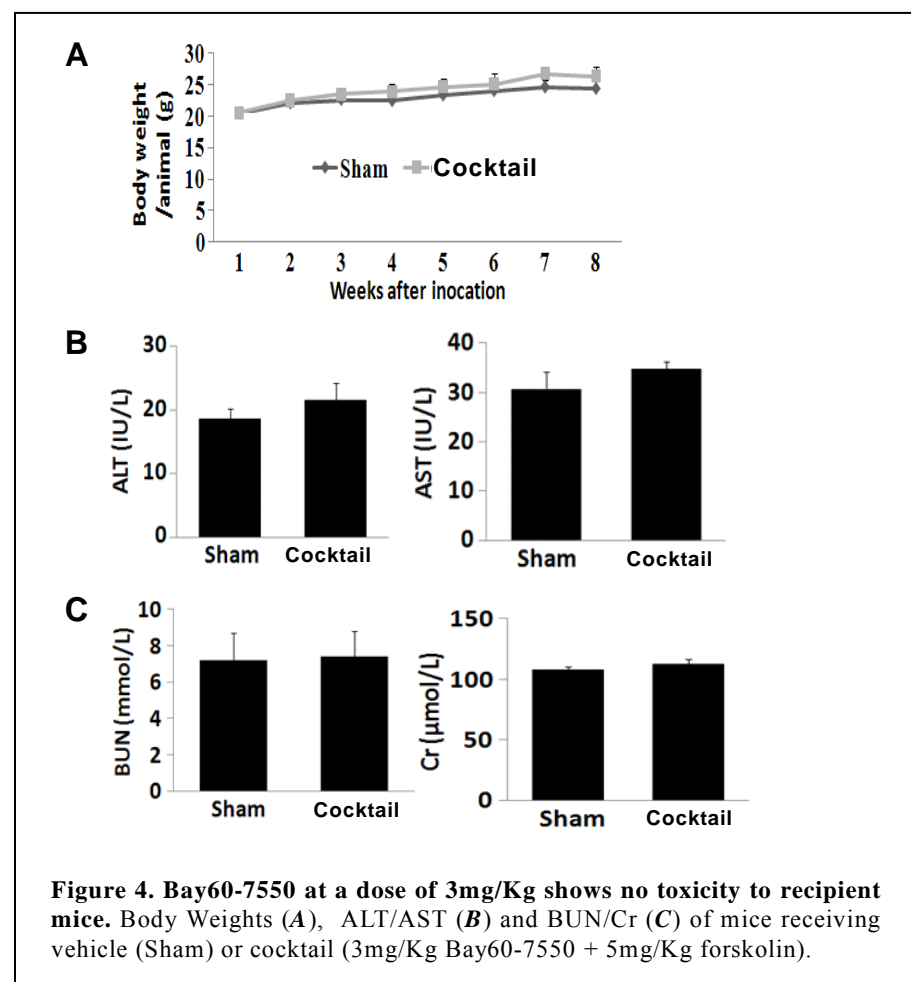 A
30
25
20
15
10
5
0
Body weight
/animal (g)
Sham Cocktail
1 2 3 4 5 6 7 8
Weeks after inocation
B
30
20
10
0
ALT (IU/L)
Sham Cocktail
40
30
20
10
0
AST (IU/L)
Sham Cocktail
C
10
8
6
4
2
0
BUN (mmol/L)
Sham Cocktail
150
100
50
0
Cr (µmol/L)
Sham Cocktail
Figure 4. Bay60-7550 at a dose of 3mg/Kg shows no toxicity to recipient
mice. Body Weights (A), ALT/AST (B) and BUN/Cr (C) of mice receiving
vehicle (Sham) or cocktail (3mg/Kg Bay60-7550 + 5mg/Kg forskolin).